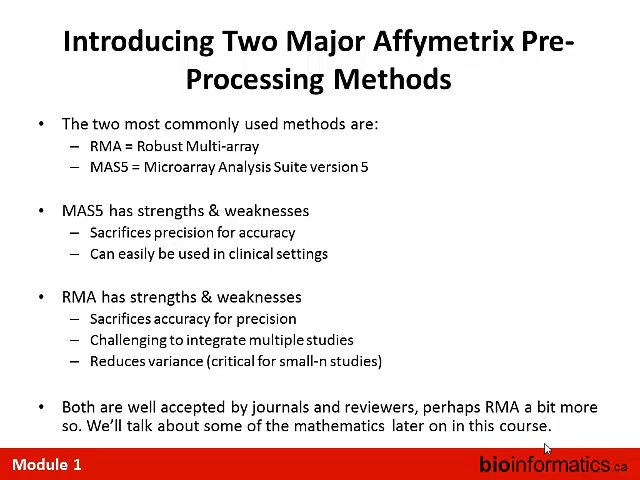 Introducing Two Major Affymetrix Pre-
Processing Methods
• The two most commonly used methods are:
– RMA = Robust Multi-array
– MAS5 = Microarray Analysis Suite version 5
• MAS5 has strengths & weaknesses
– Sacrifices precision for accuracy
– Can easily be used in clinical settings
• RMA has strengths & weaknesses
– Sacrifices accuracy for precision
– Challenging to integrate multiple studies
– Reduces variance (critical for small-n studies)
• Both are well accepted by journals and reviewers, perhaps RMA a bit more
so. We’ll talk about some of the mathematics later on in this course.
Module 1
bioinformatics.ca